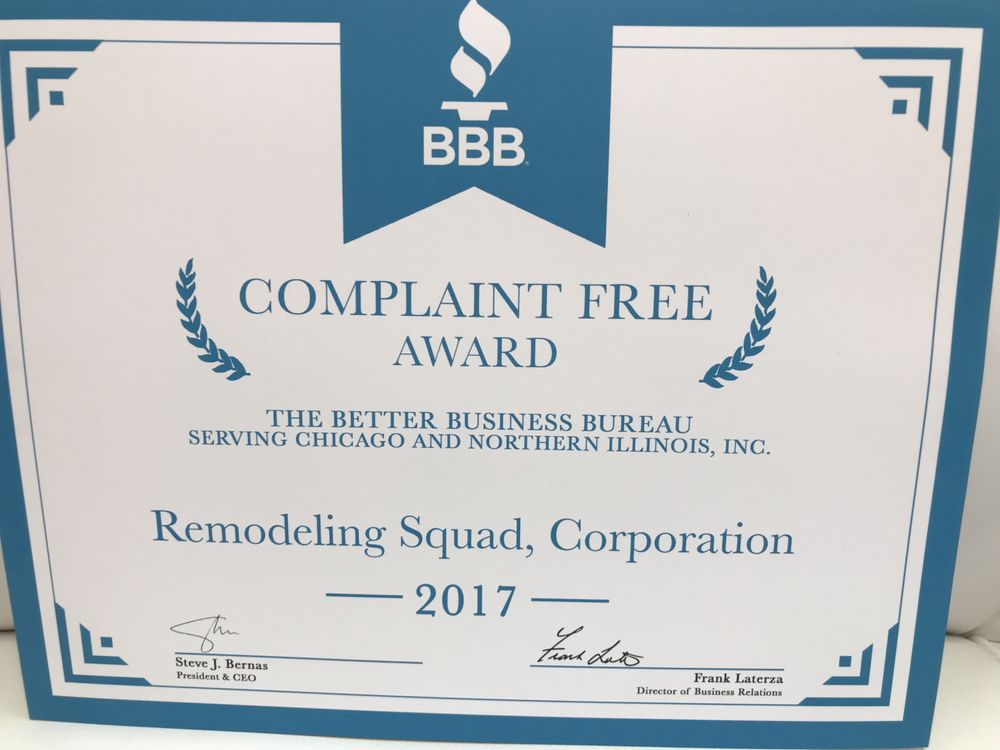 BBB
COMPLAINT FREE
AWARD
THE BETTER BUSINESS BUREAU
SERVING CHICAGO AND NORTHERN ILLINOIS, INC.
Remodeling Squad, Corporation
2017
Steve J. Bernas
President & CEO
Frank Laterza
Director of Business Relations